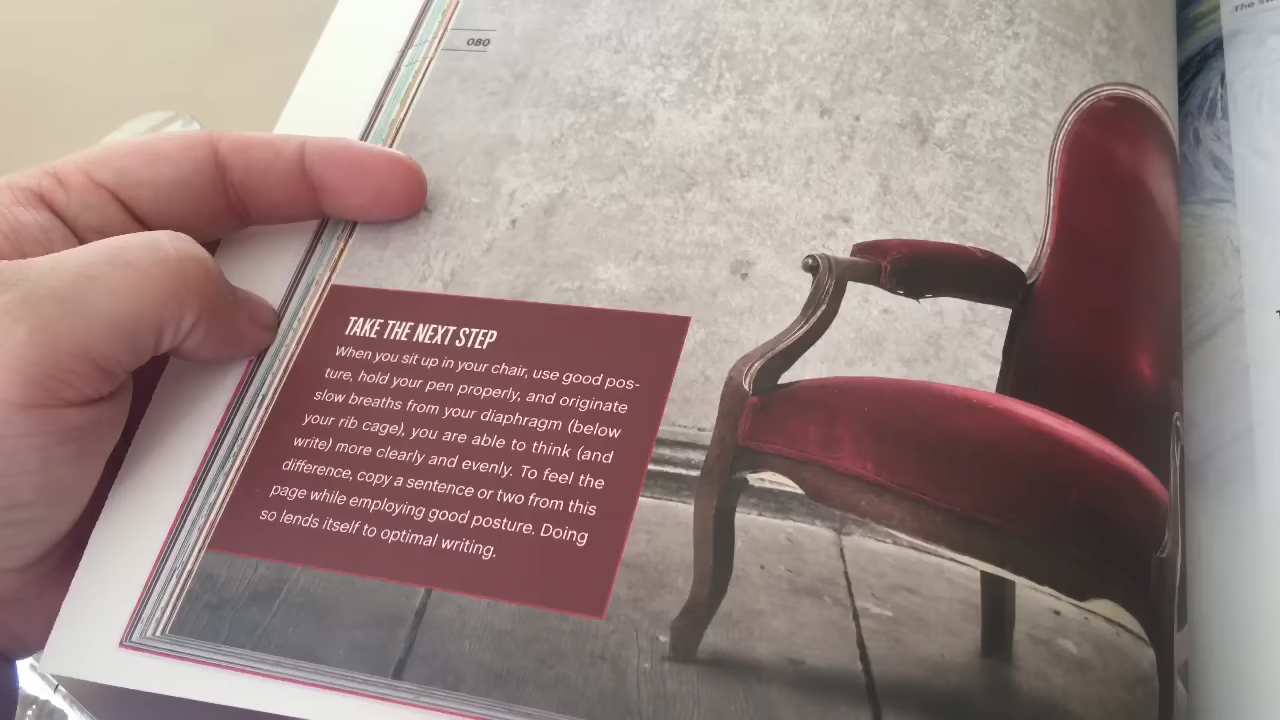 080
TAKE THE NEXT STEP
When you sit up in your chair, use good pos-
ture, hold your pen properly, and originate
slow breaths from your diaphragm (below
your rib cage), you are able to think (and
write) more clearly and evenly. To feel the
difference, copy a sentence or two from this
page while employing good posture. Doing
so lends itself to optimal writing.
The